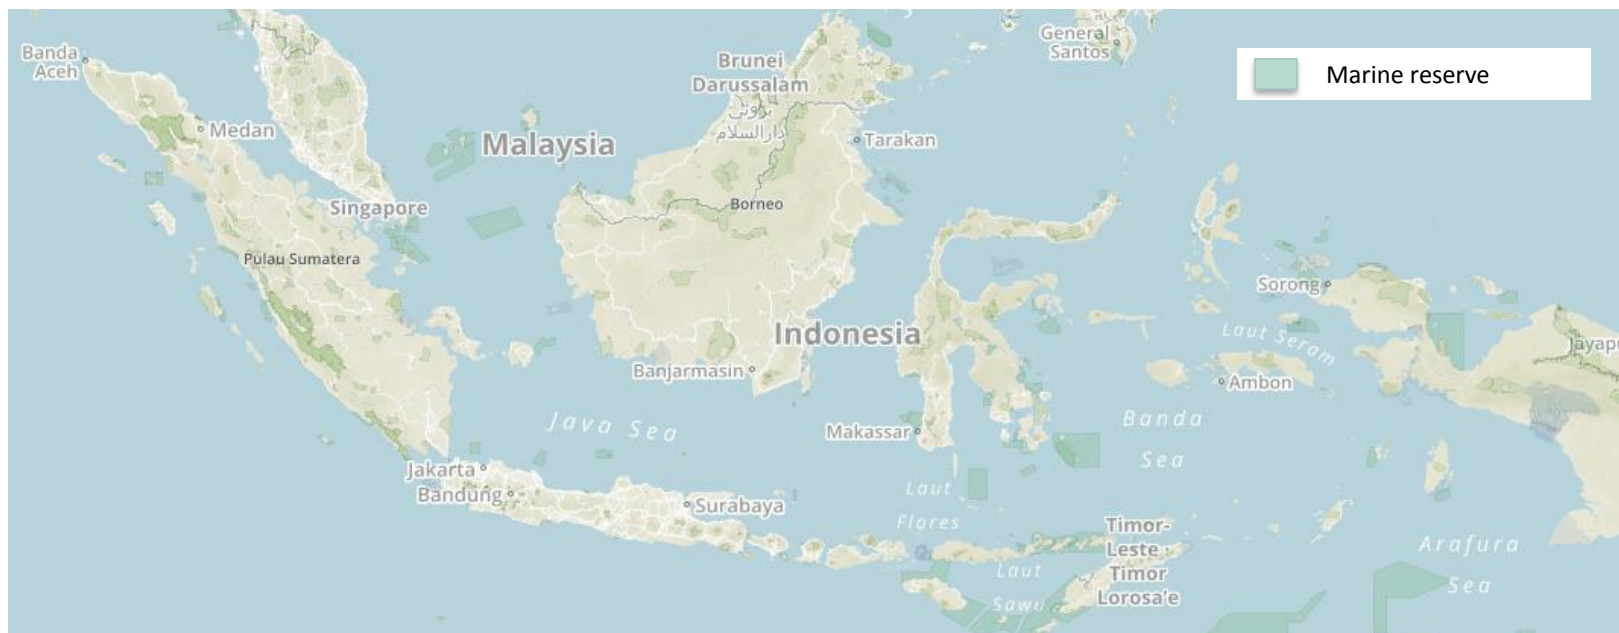 Banda
Aceh
Medan
Malaysia
Brunei
Darussalam
بروني
دارالسلام
General
Santos
Marine reserve
Tarakan
Singapore
Borneo
Pulau Sumatera
Sorong
Indonesia
Laut Seram
Jayapu
Banjarmasin
Ambon
Java Sea
Makassar
Banda
Sea
Jakarta
Bandung
Surabaya
Laut
Flores
Timor-
Leste
Timor
Lorosa'e
Laut
Sawu
Arafura
Sea